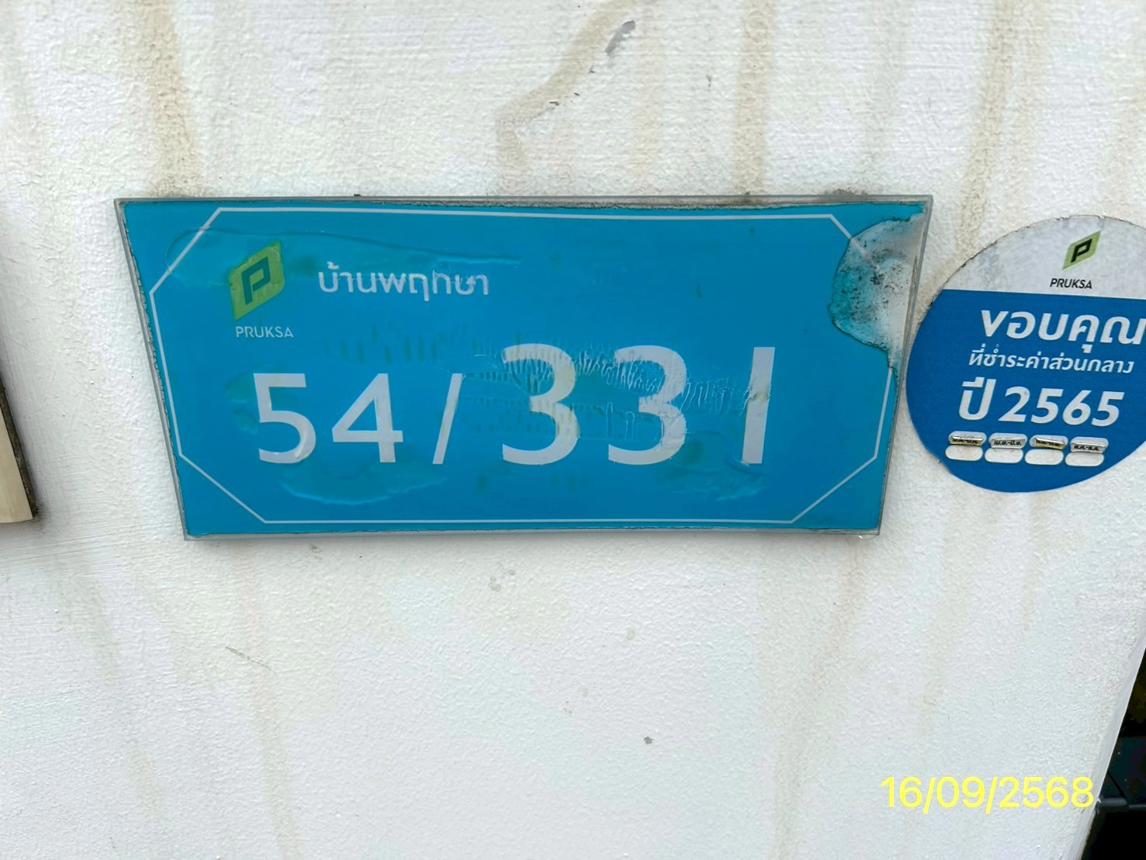 บ้านพฤกษา
PRUKSA
54/331
PRUKSA
ขอบคุณ
ที่ชำระค่าส่วนกลาง
ปี 2565
16/09/2568